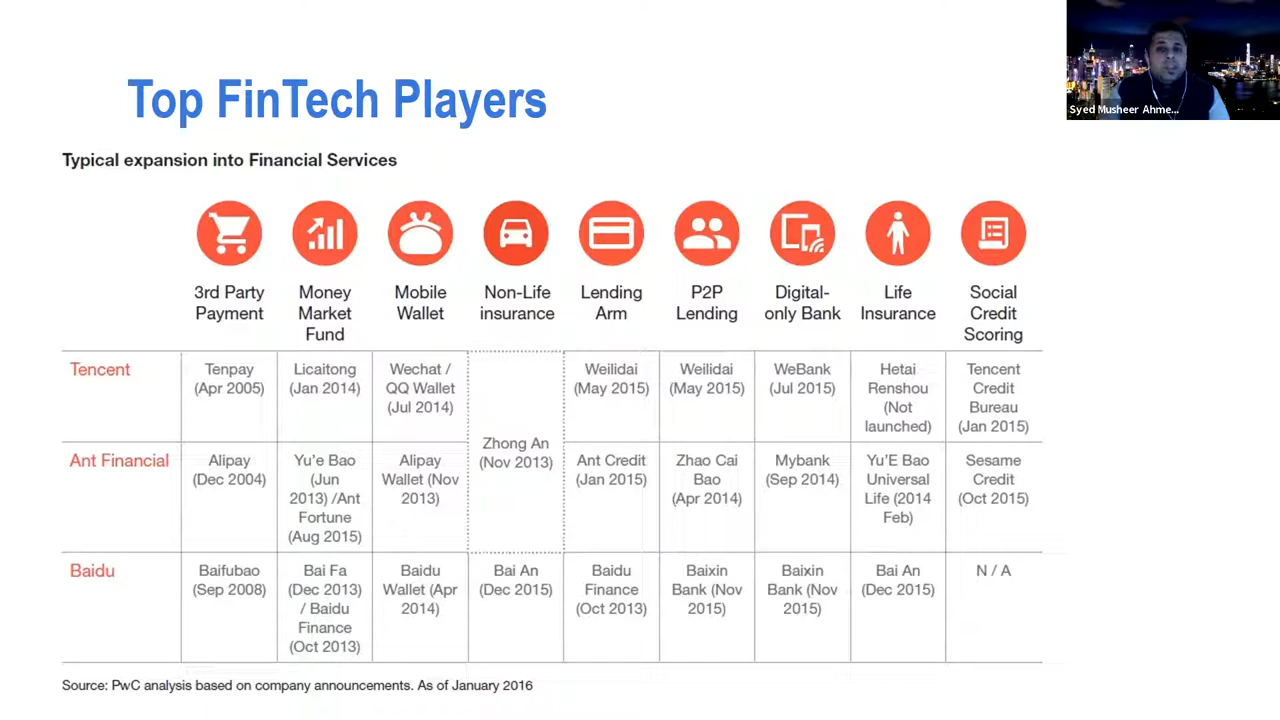 Top FinTech Players
Syed Musheer Ahme...
Typical expansion into Financial Services
3rd Party
Payment
Money
Market
Fund
Mobile
Wallet
Non-Life
insurance
Lending
Arm
P2P
Lending
Digital-
only Bank
Life
Insurance
Social
Credit
Scoring
Tencent
Tenpay
(Apr 2005)
Licaitong
(Jan 2014)
Wechat /
QQ Wallet
(Jul 2014)
Zhong An
(Nov 2013)
Weilidai
(May 2015)
Weilidai
(May 2015)
WeBank
(Jul 2015)
Hetai
Renshou
(Not
launched)
Tencent
Credit
Bureau
(Jan 2015)
Ant Financial
Alipay
(Dec 2004)
Yu'e Bao
(Jun
2013) /Ant
Fortune
(Aug 2015)
Alipay
Wallet (Nov
2013)
Ant Credit
(Jan 2015)
Zhao Cai
Bao
(Apr 2014)
Mybank
(Sep 2014)
Yu'E Bao
Universal
Life (2014
Feb)
Sesame
Credit
(Oct 2015)
Baidu
Baifubao
(Sep 2008)
Bai Fa
(Dec 2013)
/ Baidu
Finance
(Oct 2013)
Baidu
Wallet (Apr
2014)
Bai An
(Dec 2015)
Baidu
Finance
(Oct 2013)
Baixin
Bank (Nov
2015)
Baixin
Bank (Nov
2015)
Bai An
(Dec 2015)
N / A
Source: PwC analysis based on company announcements. As of January 2016